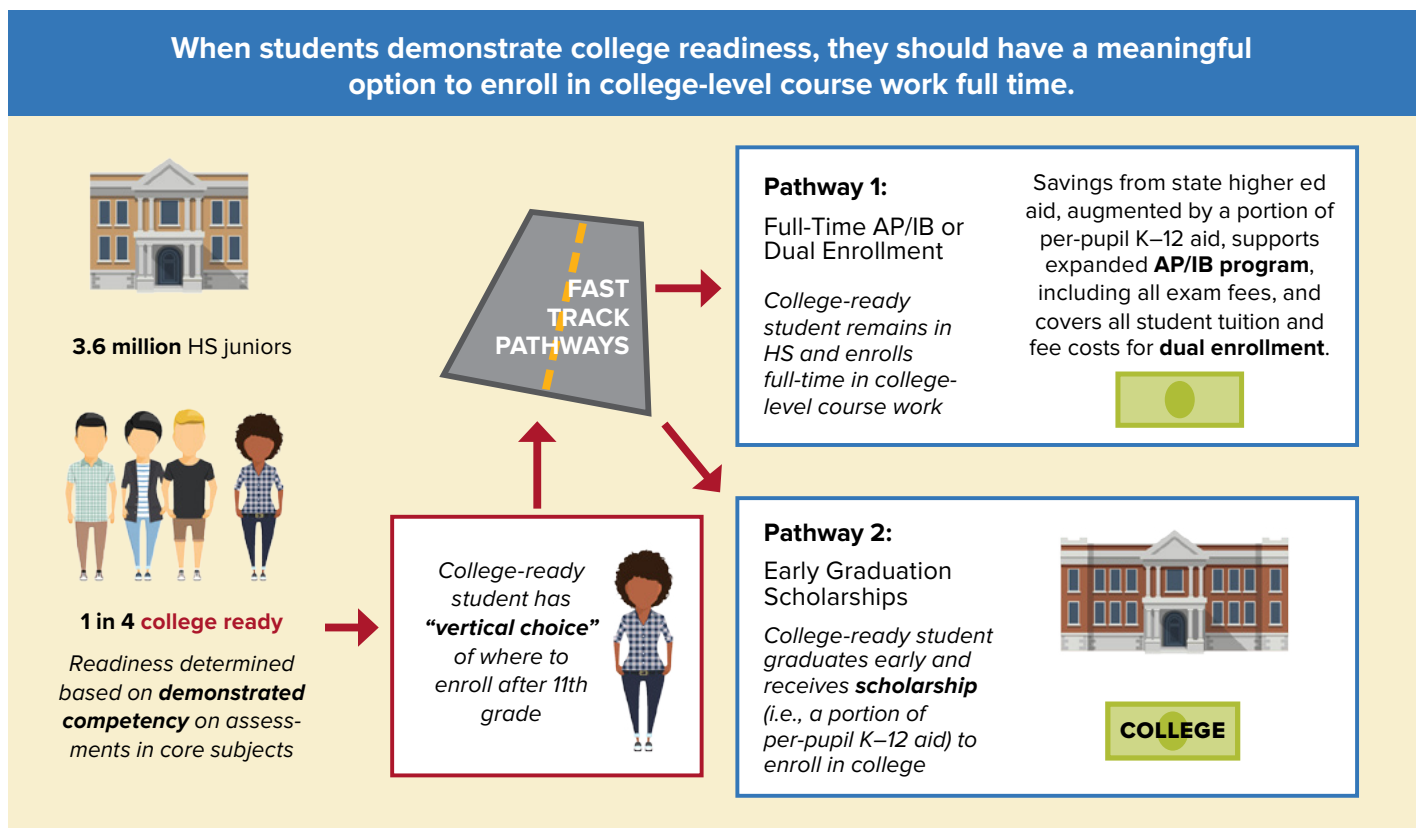 When students demonstrate college readiness, they should have a meaningful
option to enroll in college-level course work full time.
3.6 million HS juniors
1 in 4 college ready
Readiness determined
based on demonstrated
competency on assess-
ments in core subjects
College-ready
student has
“vertical choice”
of where to
enroll after 11th
grade
FAST
TRACK
PATHWAYS
Pathway 1:
Full-Time AP/IB or
Dual Enrollment
College-ready
student remains in
HS and enrolls
full-time in college-
level course work
Savings from state higher ed
aid, augmented by a portion of
per-pupil K–12 aid, supports
expanded AP/IB program,
including all exam fees, and
covers all student tuition and
fee costs for dual enrollment.
Pathway 2:
Early Graduation
Scholarships
College-ready student
graduates early and
receives scholarship
(i.e., a portion of
per-pupil K–12 aid) to
enroll in college
COLLEGE